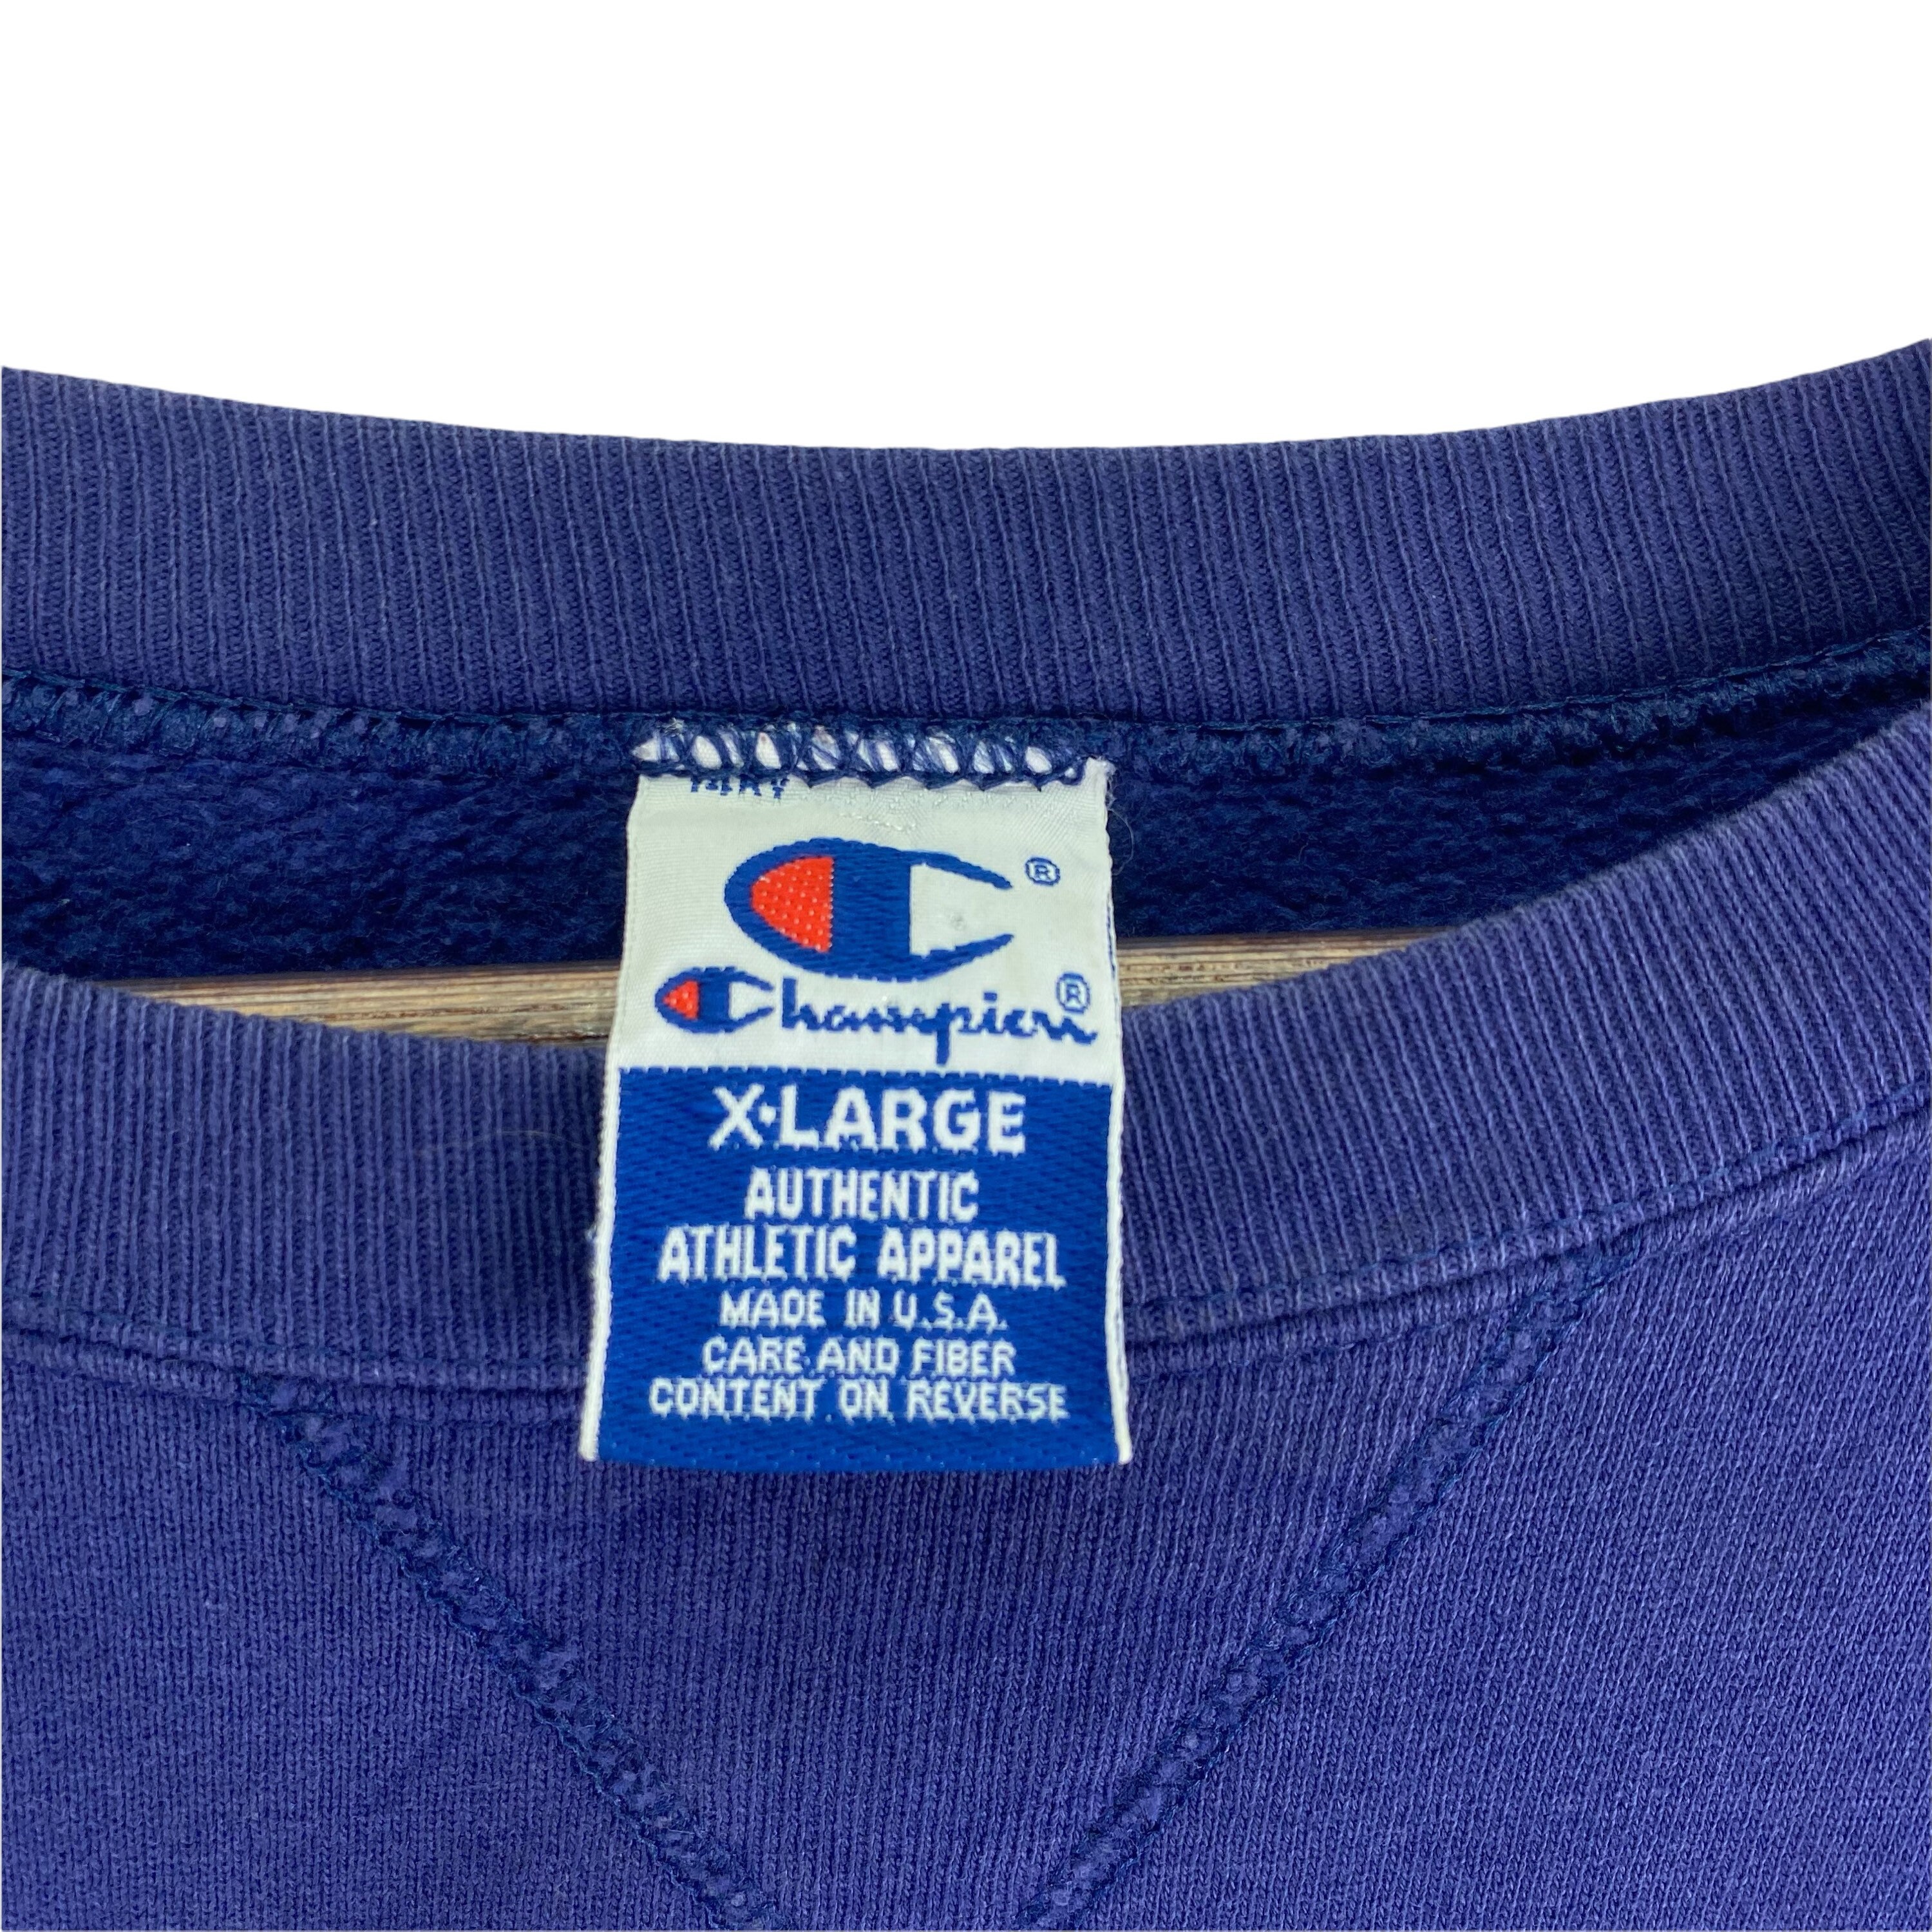 ®
Champion®
X-LARGE
AUTHENTIC
ATHLETIC APPAREL
MADE IN U.S.A.
CARE AND FIBER
CONTENT ON REVERSE